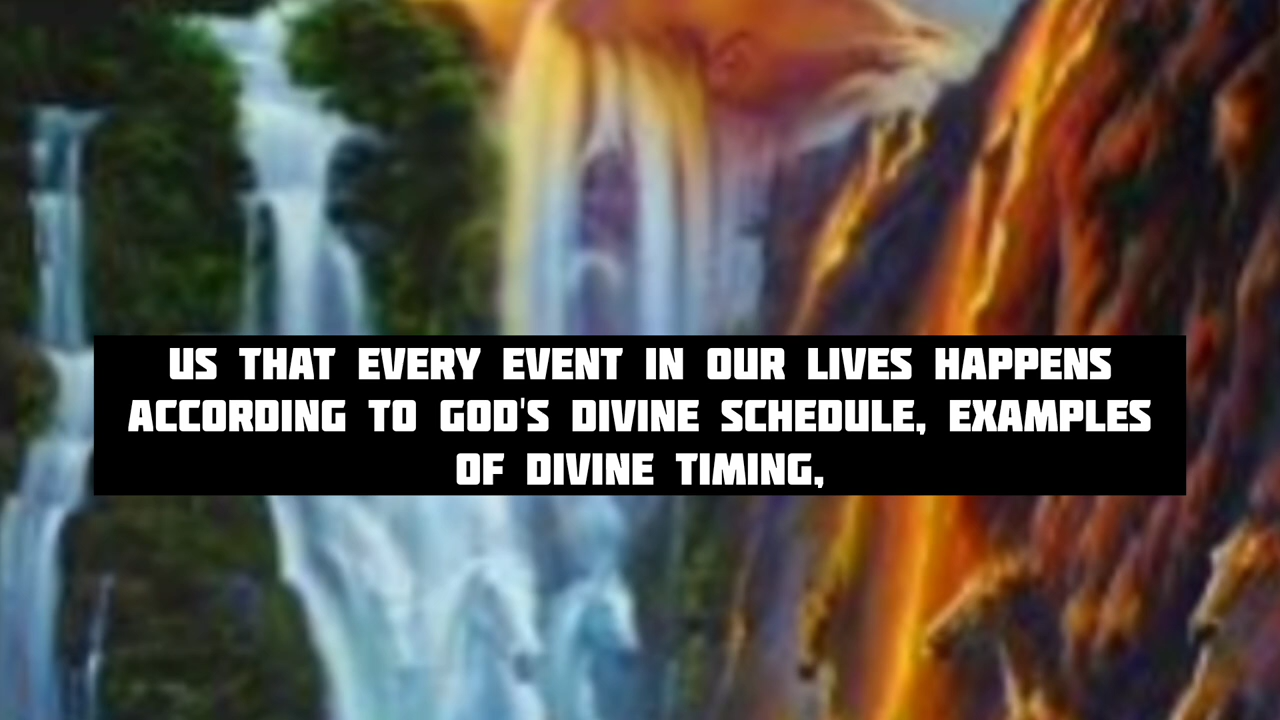 US THAT EVERY EVENT IN OUR LIVES HAPPENS
ACCORDING TO GOD'S DIVINE SCHEDULE, EXAMPLES
OF DIVINE TIMING,